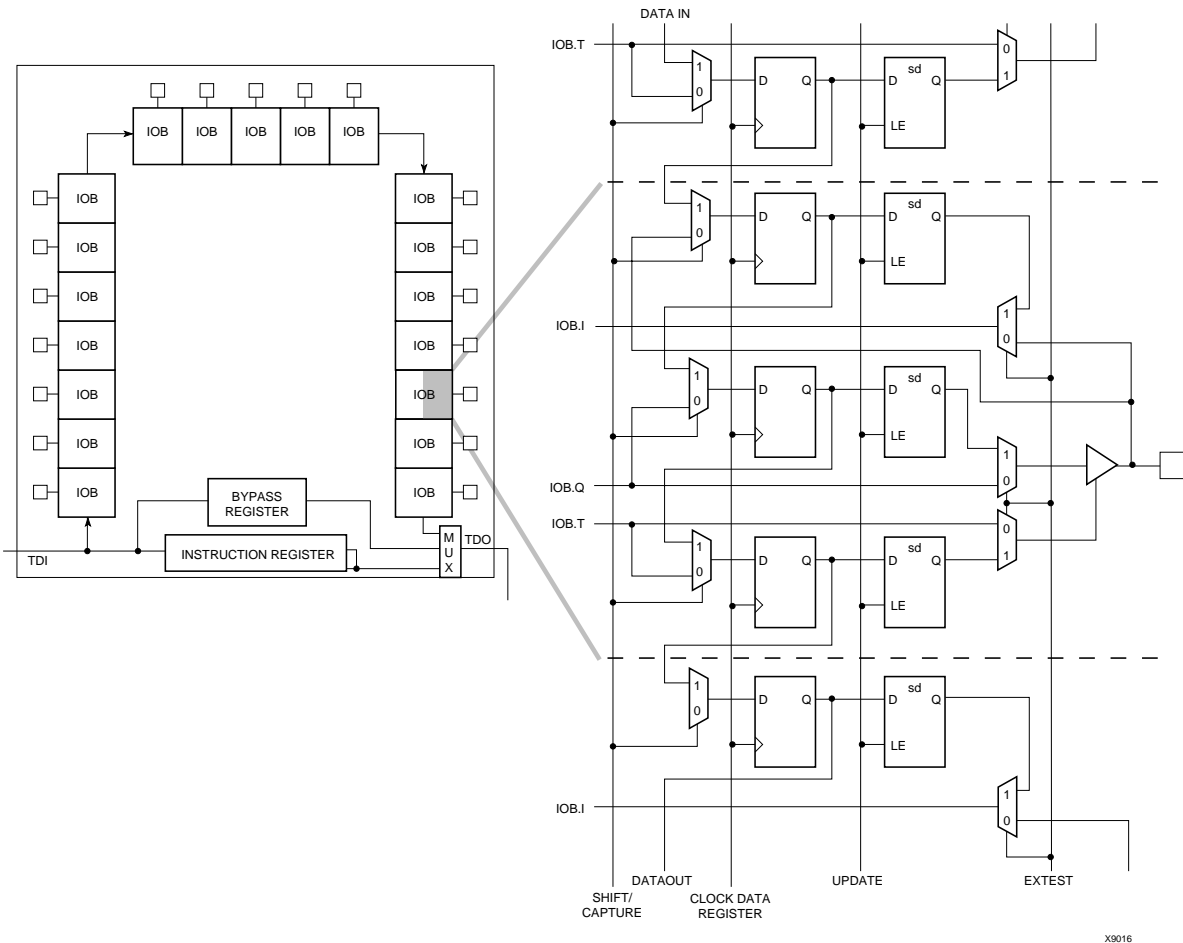 DATA IN
IOB.T
1
0
D Q
D sd Q
LE
0
1
IOB IOB IOB IOB IOB
IOB
IOB
IOB
IOB
IOB
IOB
IOB
IOB
IOB
IOB
IOB
IOB
IOB
IOB
BYPASS
REGISTER
INSTRUCTION REGISTER
M
U
X
TDO
TDI
1
0
D Q
D sd Q
LE
1
0
IOB.I
1
0
D Q
D sd Q
LE
1
0
IOB.Q
IOB.T
0
1
1
0
D Q
D sd Q
LE
1
0
D Q
D sd Q
LE
1
0
IOB.I
DATAOUT
UPDATE
EXTEST
SHIFT/
CAPTURE
CLOCK DATA
REGISTER
X9016